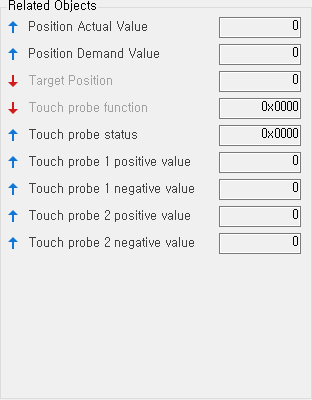 Related Objects
Position Actual Value 0
Position Demand Value 0
Target Position 0
Touch probe function 0x0000
Touch probe status 0x0000
Touch probe 1 positive value 0
Touch probe 1 negative value 0
Touch probe 2 positive value 0
Touch probe 2 negative value 0